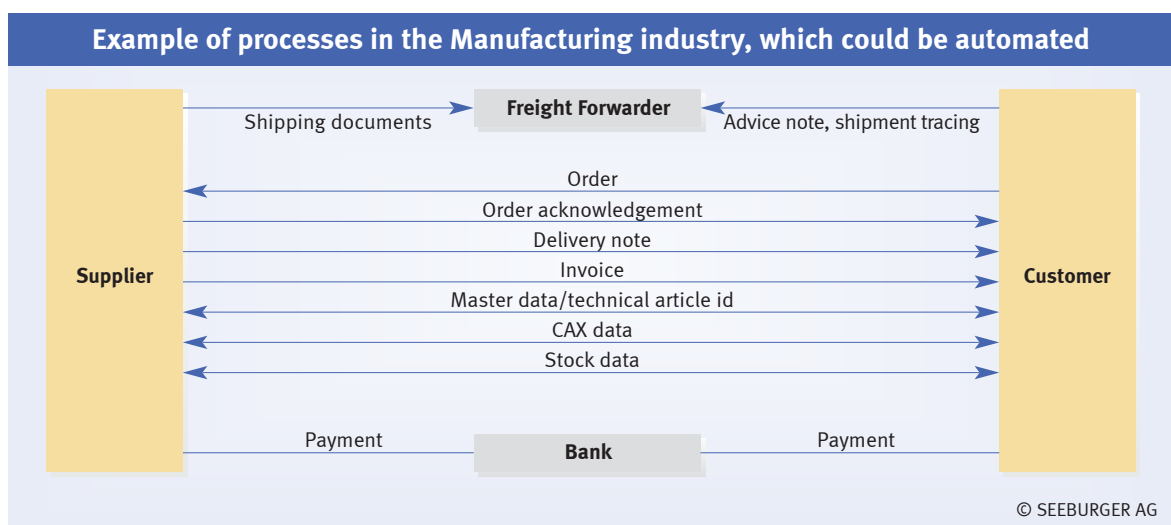 Example of processes in the Manufacturing industry, which could be automated
Freight Forwarder
Shipping documents
Advice note, shipment tracing
Order
Order acknowledgement
Delivery note
Supplier
Invoice
Customer
Master data/technical article id
CAX data
Stock data
Payment
Bank
Payment
© SEEBURGER AG